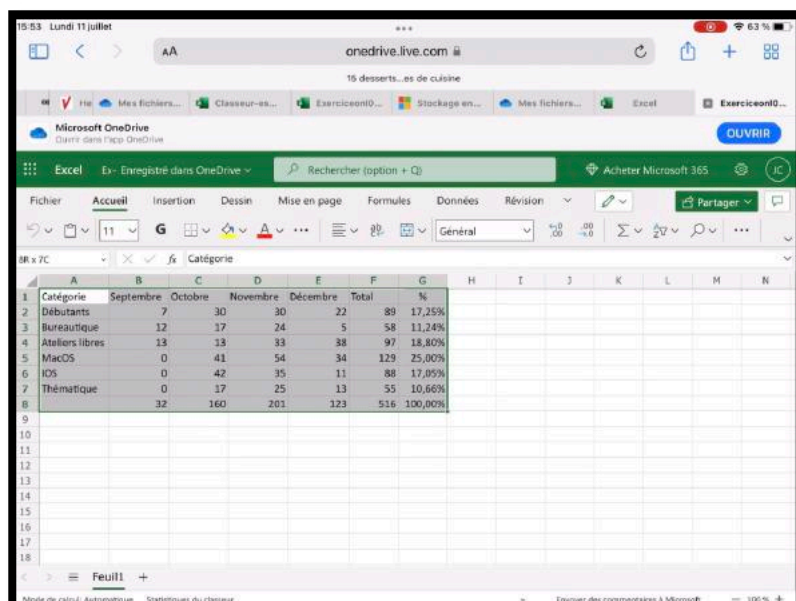 15:53 Lundi 11 juillet
63 %
AA onedrive.live.com
15 desserts...es de cuisine
Mes fichiers... Classeur-es... Exerciceonl0... Stockage en... Mes fichiers... Excel Exerciceonl0...
Microsoft OneDrive
Ouvrir dans l'app OneDrive
OUVRIR
Excel Ex- Enregistré dans OneDrive Rechercher (option + Q) Acheter Microsoft 365 JC
Fichier Accueil Insertion Dessin Mise en page Formules Données Révision Partager
11 G A Général
8R x 7C fx Catégorie
A B C D E F G H I J K L M N
1 Catégorie Septembre Octobre Novembre Décembre Total %
2 Débutants 7 30 30 22 89 17,25%
3 Bureautique 12 17 24 5 58 11,24%
4 Ateliers libres 13 13 33 38 97 18,80%
5 MacOS 0 41 54 34 129 25,00%
6 IOS 0 42 35 11 88 17,05%
7 Thématique 0 17 25 13 55 10,66%
8 32 160 201 123 516 100,00%
9
10
11
12
13
14
15
16
17
18
Feuil1 +
Mode de calcul: Automatique Statistiques du classeur Envoyer des commentaires à Microsoft 100% +